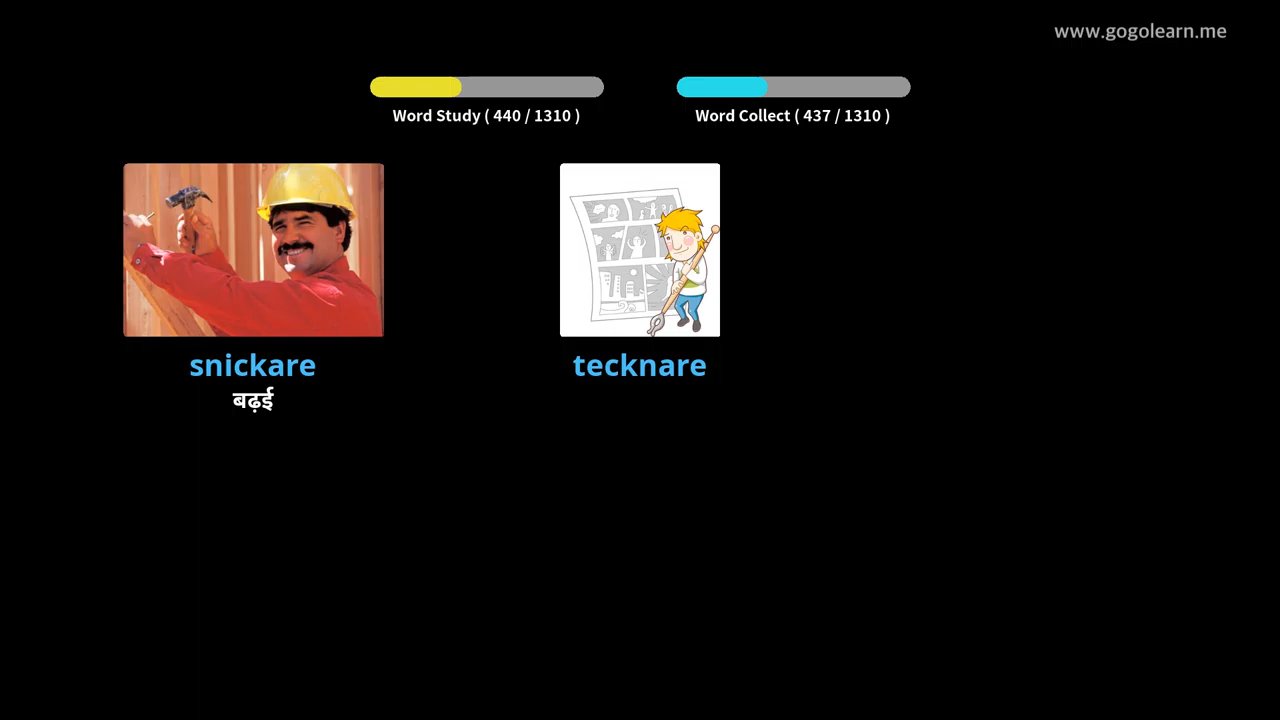 www.gogolearn.me
Word Study ( 440 / 1310 )
Word Collect ( 437 / 1310 )
snickare
बढ़ई
tecknare